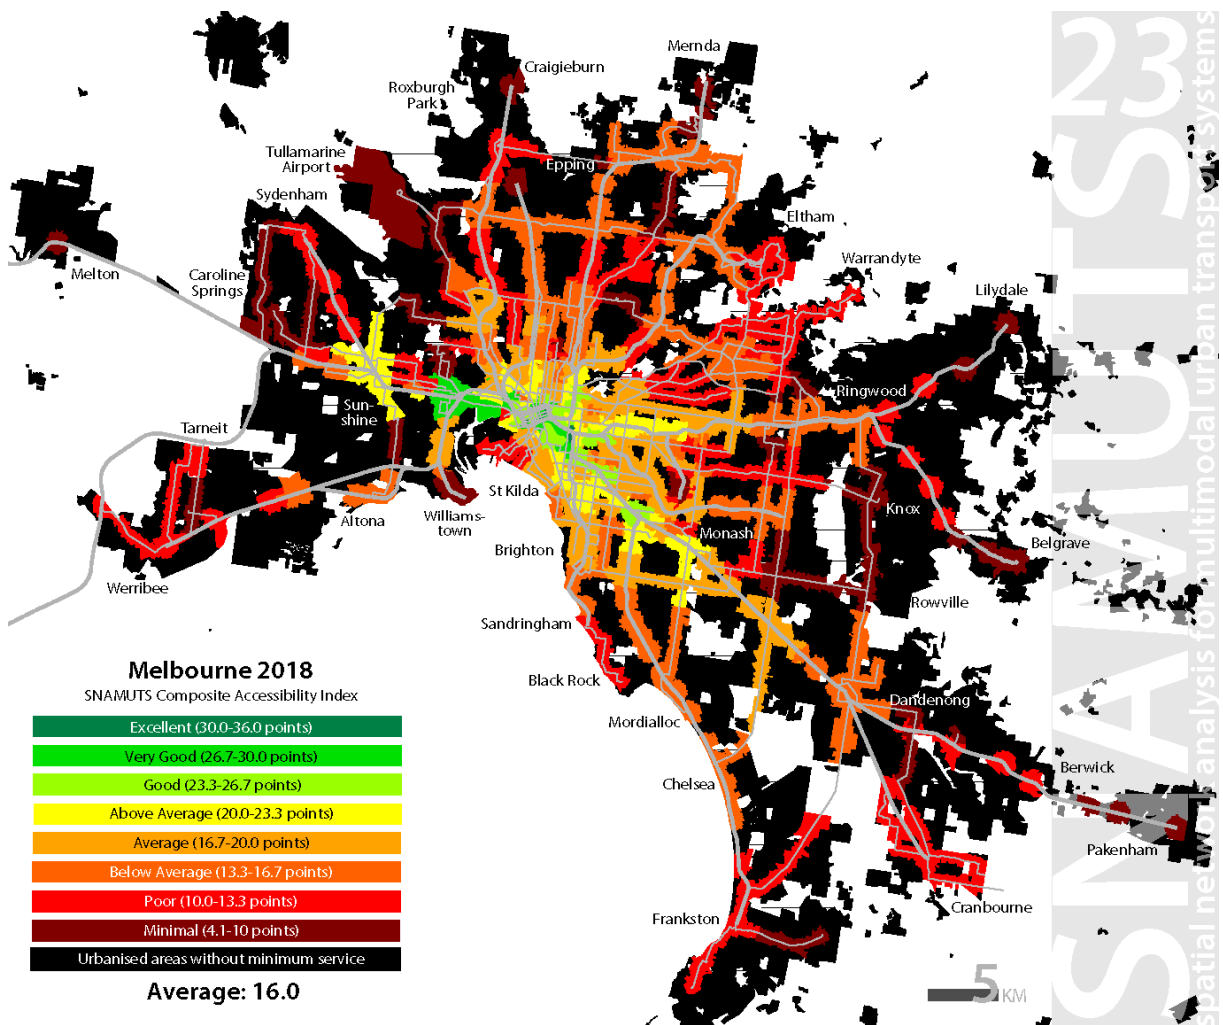 Mernda
Craigieburn
Roxburgh
Park
Tullamarine
Airport
Epping
Sydenham
Eltham
Warrandyte
Melton
Caroline
Springs
Lilydale
Ringwood
Sun-
shine
Tarneit
St Kilda
Knox
Altona
Williams-
town
Monash
Belgrave
Brighton
Werribee
Rowville
Sandringham
Black Rock
Dandenong
Mordialloc
Berwick
Chelsea
Pakenham
Cranbourne
Frankston
Melbourne 2018
SNAMUTS Composite Accessibility Index
Excellent (30.0-36.0 points)
Very Good (26.7-30.0 points)
Good (23.3-26.7 points)
Above Average (20.0-23.3 points)
Average (16.7-20.0 points)
Below Average (13.3-16.7 points)
Poor (10.0-13.3 points)
Minimal (4.1-10 points)
Urbanised areas without minimum service
Average: 16.0
5 KM
SNAMUTS23
spatial network analysis for multimodal urban transport systems